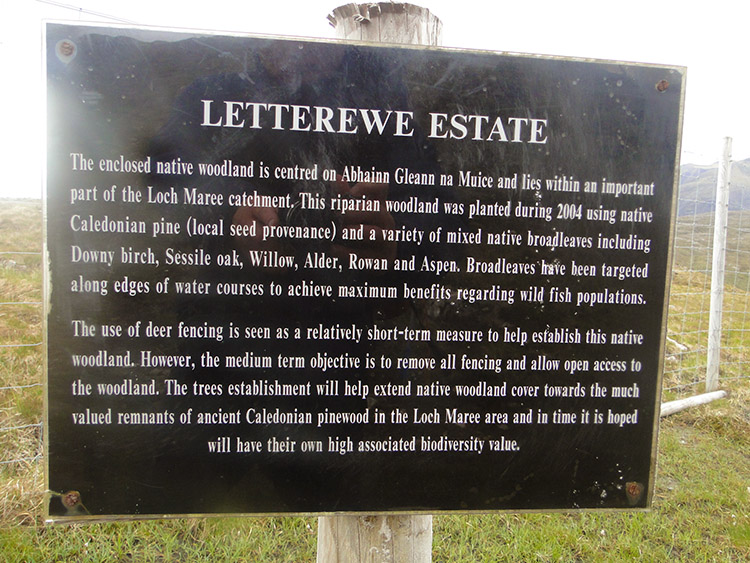 LETTEREWE ESTATE
The enclosed native woodland is centred on Abhainn Gleann na Muice and lies within an important
part of the Loch Maree catchment. This riparian woodland was planted during 2004 using native
Caledonian pine (local seed provenance) and a variety of mixed native broadleaves including
Downy birch, Sessile oak, Willow, Alder, Rowan and Aspen. Broadleaves have been targeted
along edges of water courses to achieve maximum benefits regarding wild fish populations.
The use of deer fencing is seen as a relatively short-term measure to help establish this native
woodland. However, the medium term objective is to remove all fencing and allow open access to
the woodland. The trees establishment will help extend native woodland cover towards the much
valued remnants of ancient Caledonian pinewood in the Loch Maree area and in time it is hoped
will have their own high associated biodiversity value.